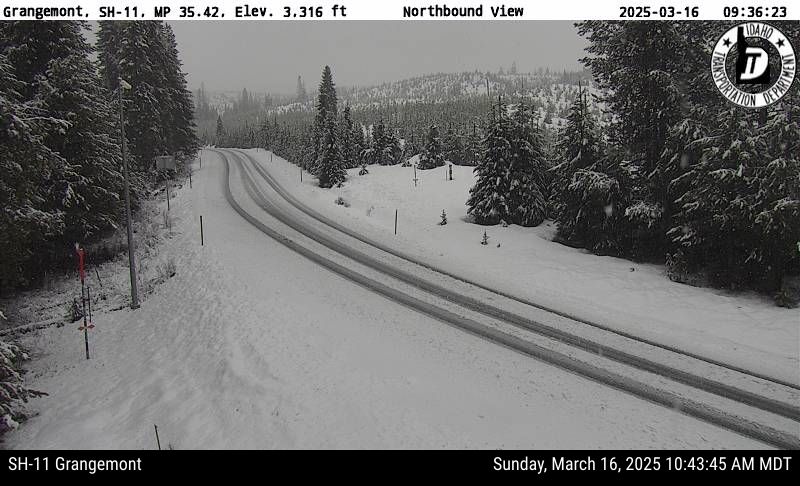 Grangemont, SH-11, MP 35.42, Elev. 3,316 ft Northbound View 2025-03-16 09:36:23
IDAHO
TRANSPORTATION DEPARTMENT
SH-11 Grangemont Sunday, March 16, 2025 10:43:45 AM MDT